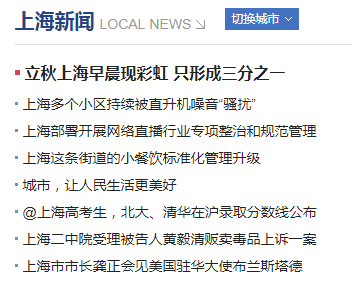 上海新闻 LOCAL NEWS 切换城市
立秋上海早晨现彩虹 只形成三分之一
上海多个小区持续被直升机噪音“骚扰”
上海部署开展网络直播行业专项整治和规范管理
上海这条街道的小餐饮标准化管理升级
城市，让人民生活更美好
@上海高考生，北大、清华在沪录取分数线公布
上海二中院受理被告人黄毅清贩卖毒品上诉一案
上海市市长龚正会见美国驻华大使布兰斯塔德